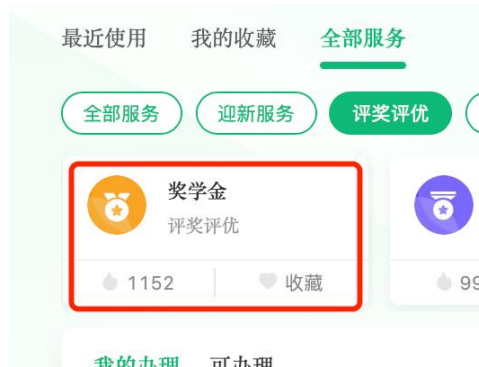 最近使用 我的收藏 全部服务
全部服务 迎新服务 评奖评优
奖学金
评奖评优
1152 收藏 99
我的办理 可办理